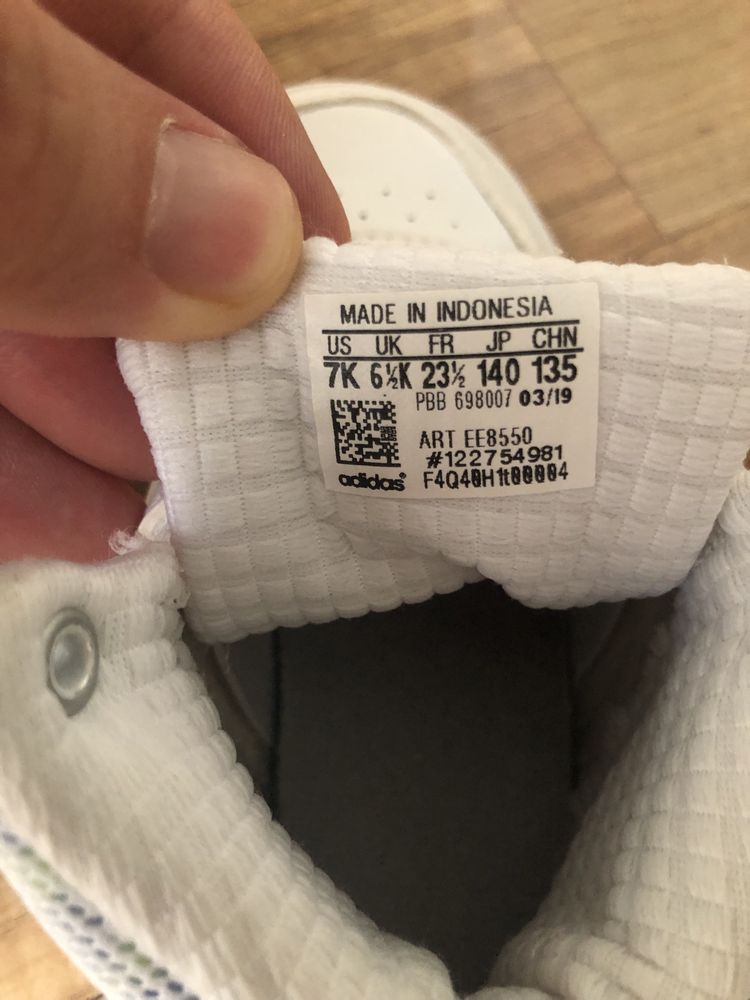 MADE IN INDONESIA
US UK FR JP CHN
7K 6½K 23½ 140 135
PBB 698007 03/19
ART EE8550
#122754981
adidas® F4Q40H1t00004